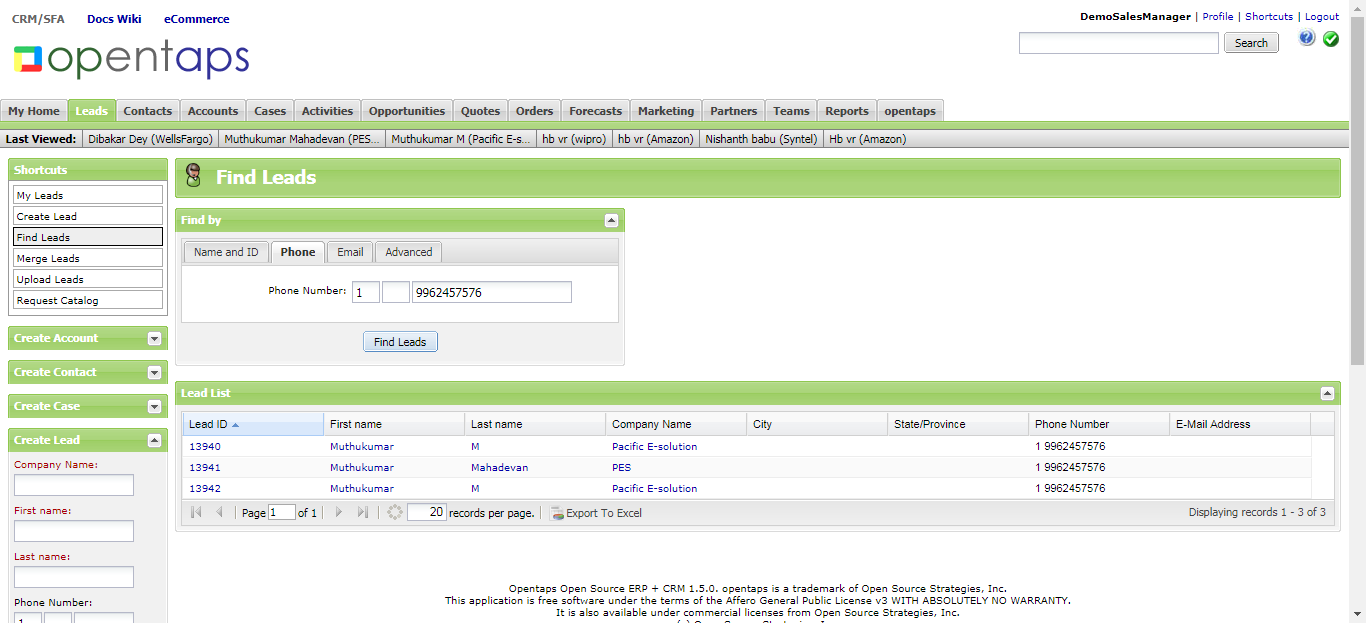 CRM/SFA Docs Wiki eCommerce
DemoSalesManager | Profile | Shortcuts | Logout
opentaps
Search
My Home Leads Contacts Accounts Cases Activities Opportunities Quotes Orders Forecasts Marketing Partners Teams Reports opentaps
Last Viewed: Dibakar Dey (WellsFargo) Muthukumar Mahadevan (PES... Muthukumar M (Pacific E-s... hb vr (wipro) hb vr (Amazon) Nishanth babu (Syntel) Hb vr (Amazon)
Shortcuts
My Leads
Create Lead
Find Leads
Merge Leads
Upload Leads
Request Catalog
Create Account
Create Contact
Create Case
Create Lead
Company Name:
First name:
Last name:
Phone Number:
1
Find Leads
Find by
Name and ID Phone Email Advanced
Phone Number: 1 9962457576
Find Leads
Lead List
Lead ID First name Last name Company Name City State/Province Phone Number E-Mail Address
13940 Muthukumar M Pacific E-solution 1 9962457576
13941 Muthukumar Mahadevan PES 1 9962457576
13942 Muthukumar M Pacific E-solution 1 9962457576
Page 1 of 1 20 records per page. Export To Excel Displaying records 1 - 3 of 3
Opentaps Open Source ERP + CRM 1.5.0. opentaps is a trademark of Open Source Strategies, Inc.
This application is free software under the terms of the Affero General Public License v3 WITH ABSOLUTELY NO WARRANTY.
It is also available under commercial licenses from Open Source Strategies, Inc.